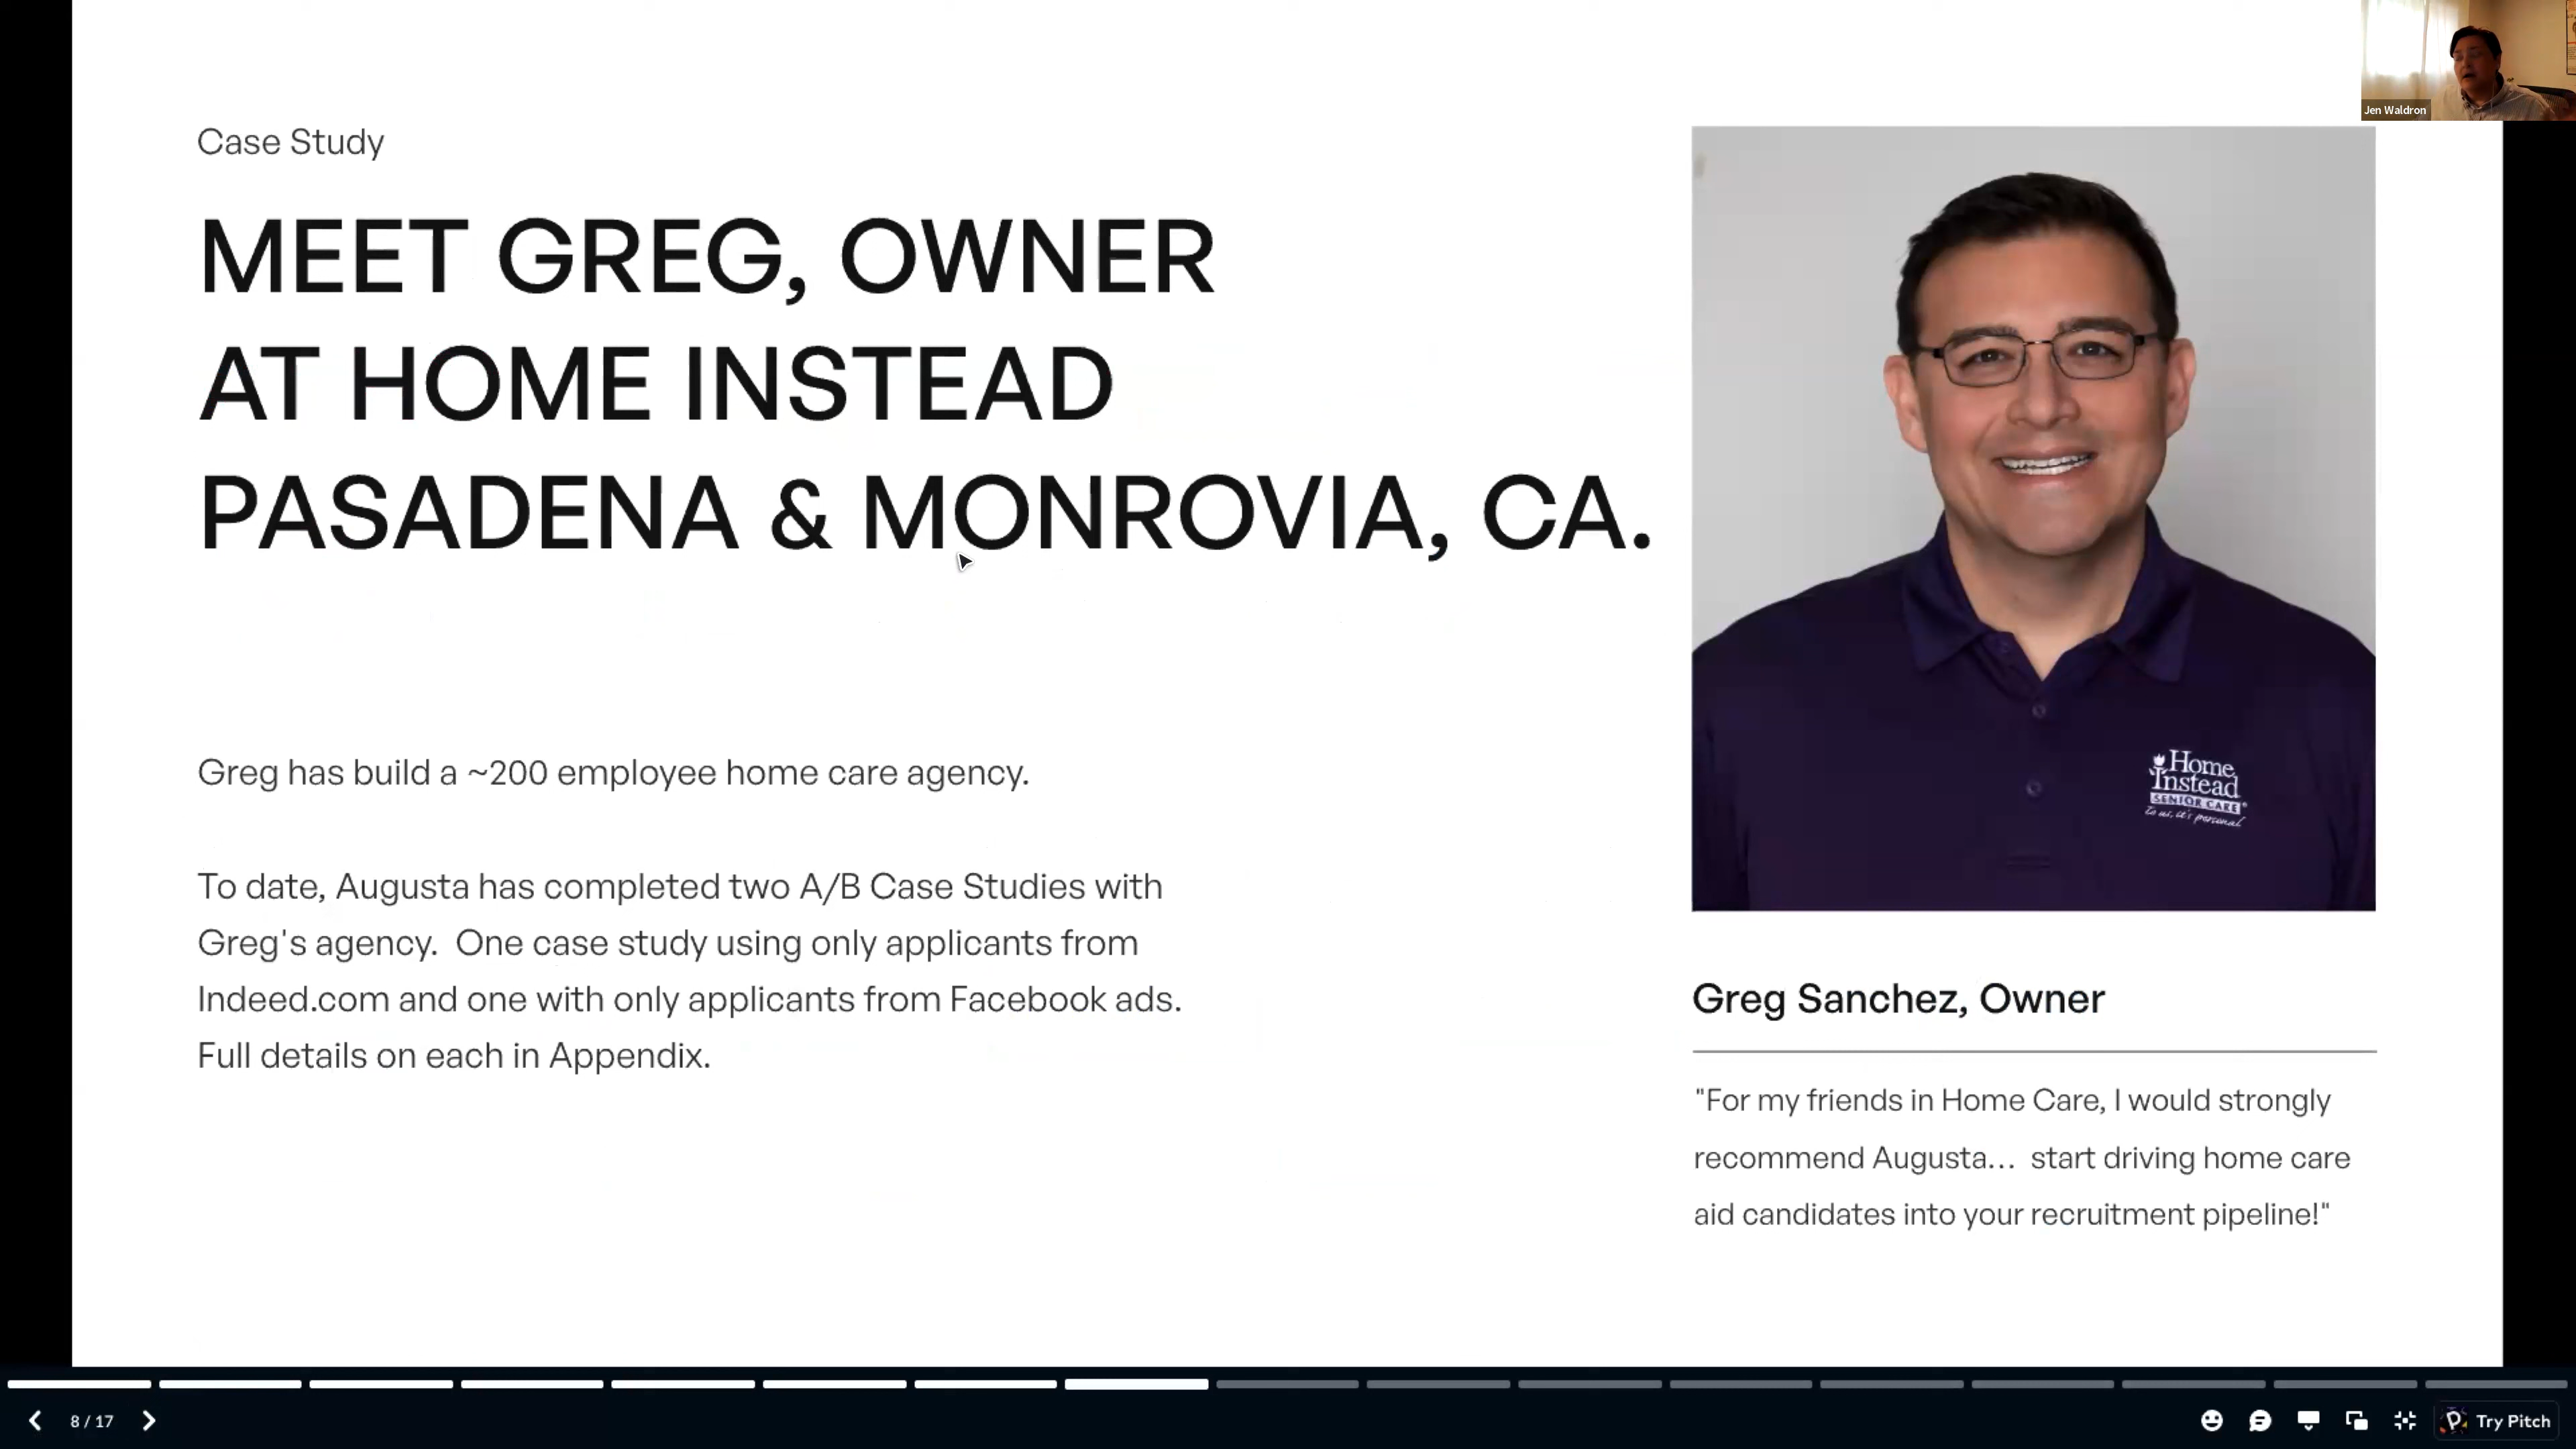 Jen Waldron
Case Study
MEET GREG, OWNER
AT HOME INSTEAD
PASADENA & MONROVIA, CA.
Greg has build a ~200 employee home care agency.
To date, Augusta has completed two A/B Case Studies with
Greg's agency.  One case study using only applicants from
Indeed.com and one with only applicants from Facebook ads.
Full details on each in Appendix.
Home
Instead
SENIOR CARE®
To us, it's personal
Greg Sanchez, Owner
"For my friends in Home Care, I would strongly
recommend Augusta...  start driving home care
aid candidates into your recruitment pipeline!"
8 / 17
Try Pitch